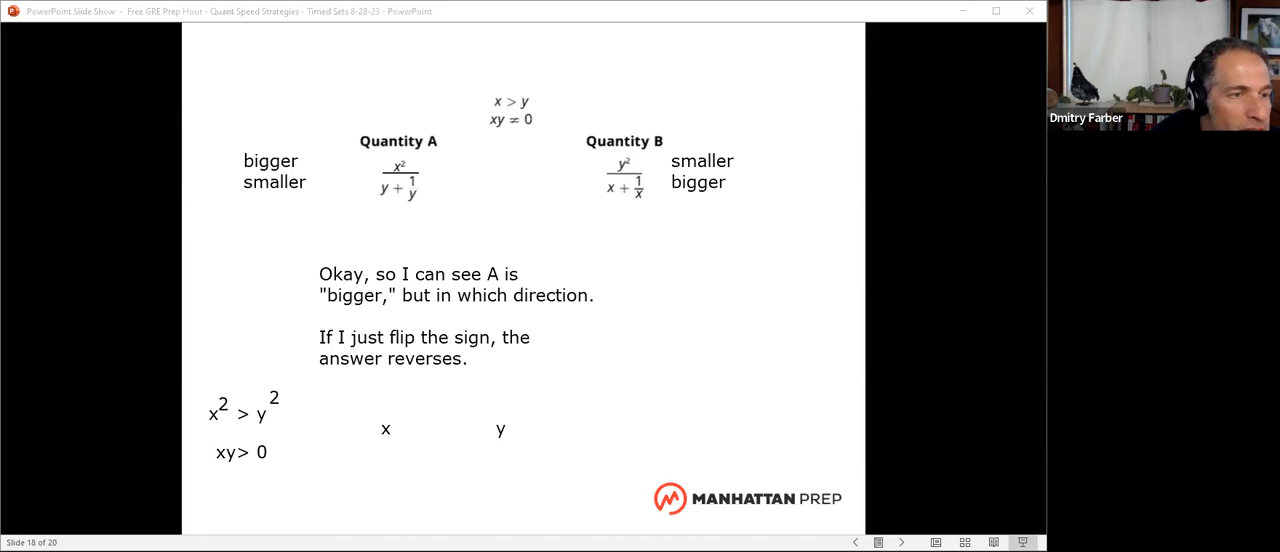 PowerPoint Slide Show - Free GRE Prep Hour - Quant Speed Strategies - Timed Sets 8-28-23 - PowerPoint
Dmitry Farber
x > y
xy ≠ 0
Quantity A
Quantity B
bigger
smaller
x²
y + 1/y
y²
x + 1/x
smaller
bigger
Okay, so I can see A is
"bigger," but in which direction.
If I just flip the sign, the
answer reverses.
x² > y²
xy> 0
x y
MANHATTAN PREP
Slide 18 of 20